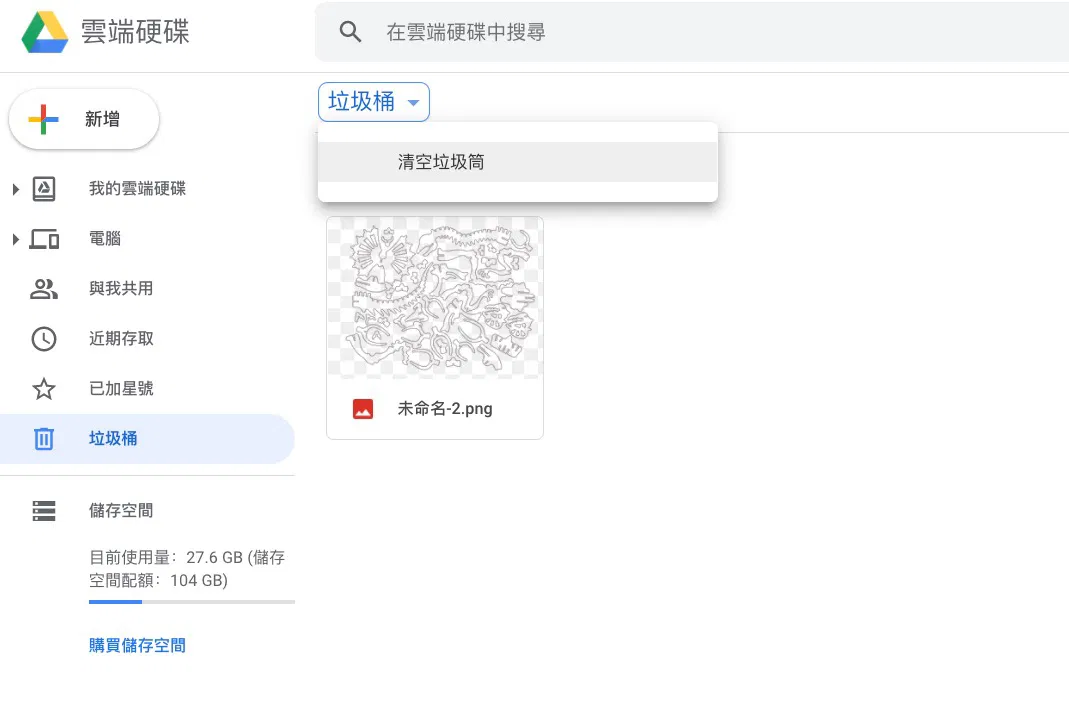 雲端硬碟
在雲端硬碟中搜尋
新增
垃圾桶
清空垃圾筒
我的雲端硬碟
電腦
與我共用
近期存取
已加星號
垃圾桶
未命名-2.png
儲存空間
目前使用量：27.6 GB (儲存
空間配額：104 GB)
購買儲存空間